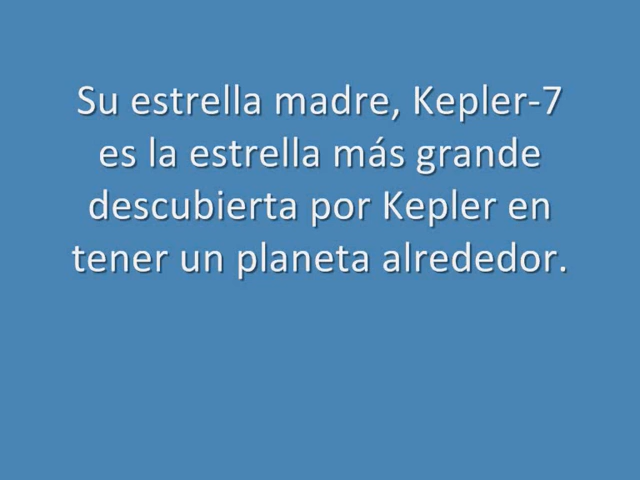 Su estrella madre, Kepler-7
es la estrella más grande
descubierta por Kepler en
tener un planeta alrededor.